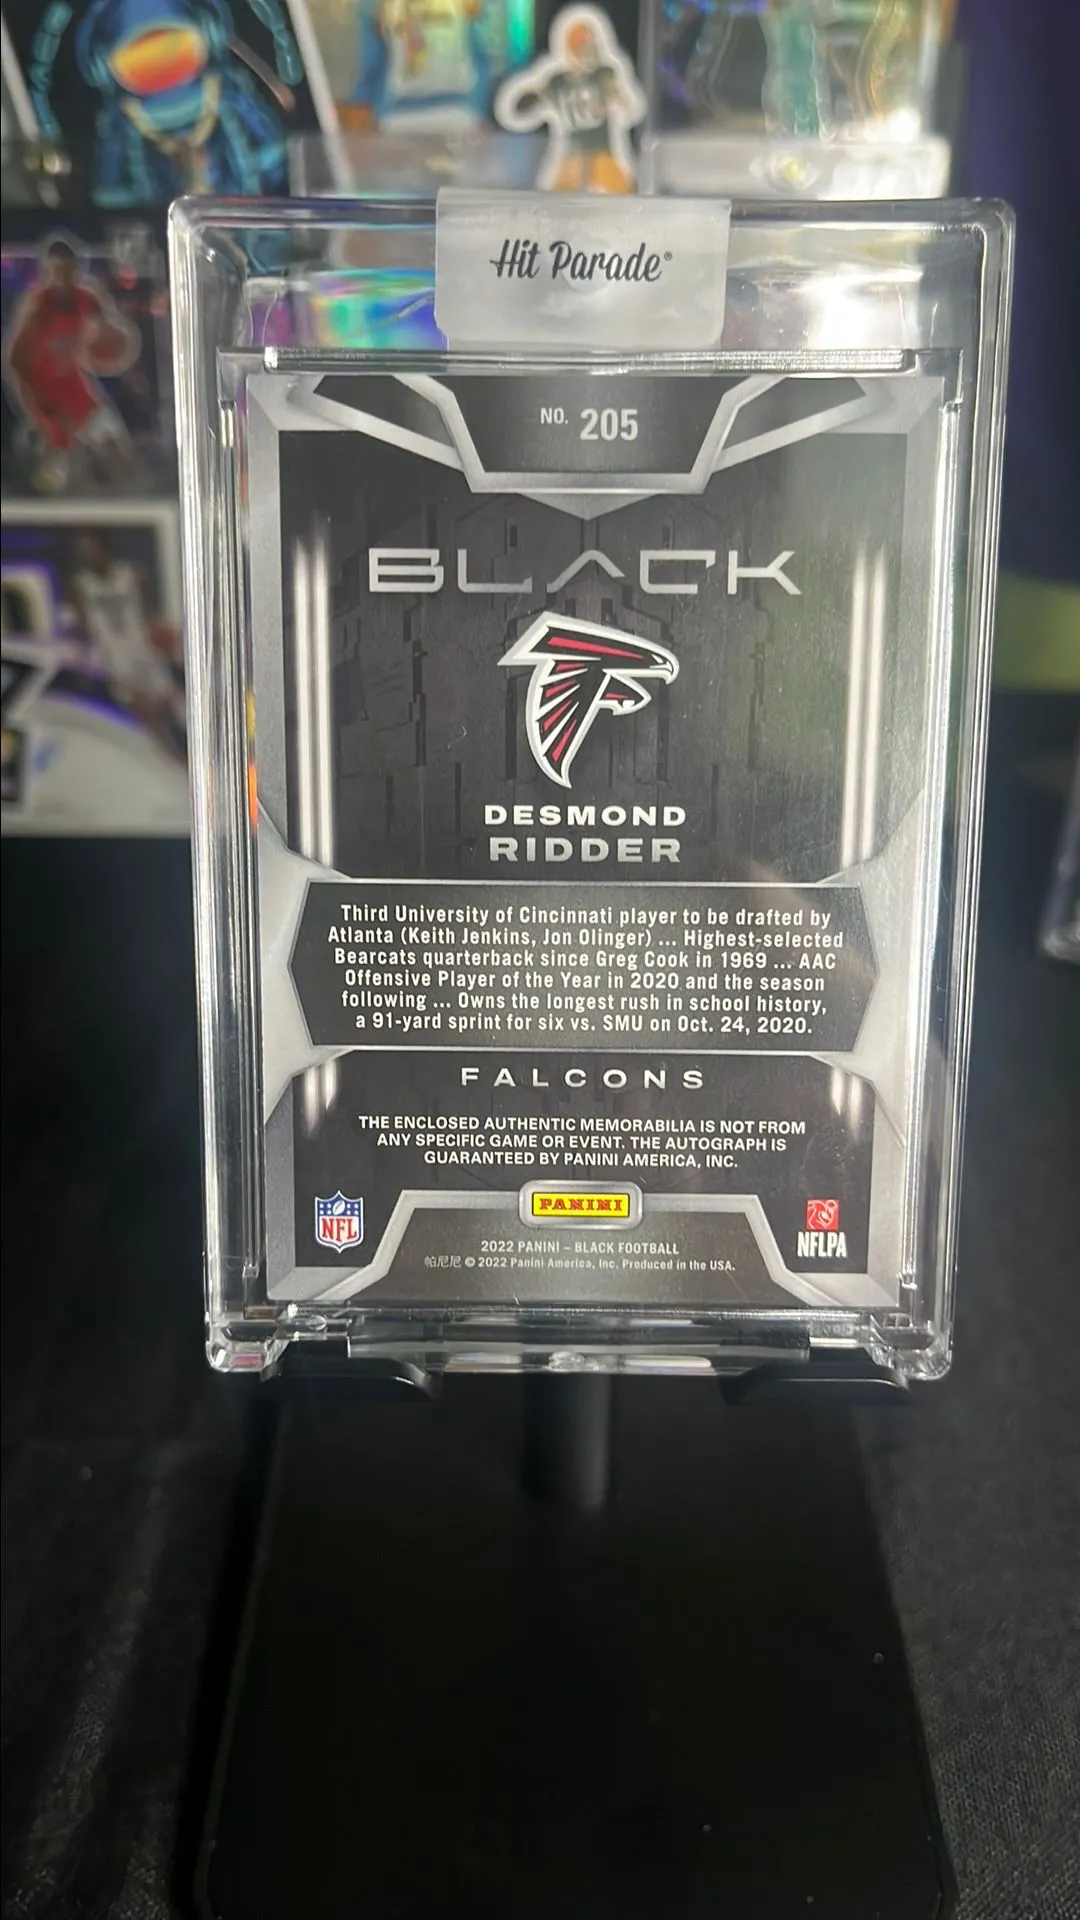 Hit Parade®
NO. 205
BLACK
DESMOND
RIDDER
Third University of Cincinnati player to be drafted by
Atlanta (Keith Jenkins, Jon Olinger) ... Highest-selected
Bearcats quarterback since Greg Cook in 1969 ... AAC
Offensive Player of the Year in 2020 and the season
following ... Owns the longest rush in school history,
a 91-yard sprint for six vs. SMU on Oct. 24, 2020.
FALCONS
THE ENCLOSED AUTHENTIC MEMORABILIA IS NOT FROM
ANY SPECIFIC GAME OR EVENT. THE AUTOGRAPH IS
GUARANTEED BY PANINI AMERICA, INC.
PANINI
NFL
NFLPA
2022 PANINI – BLACK FOOTBALL
帕尼尼 © 2022 Panini America, Inc. Produced in the USA.